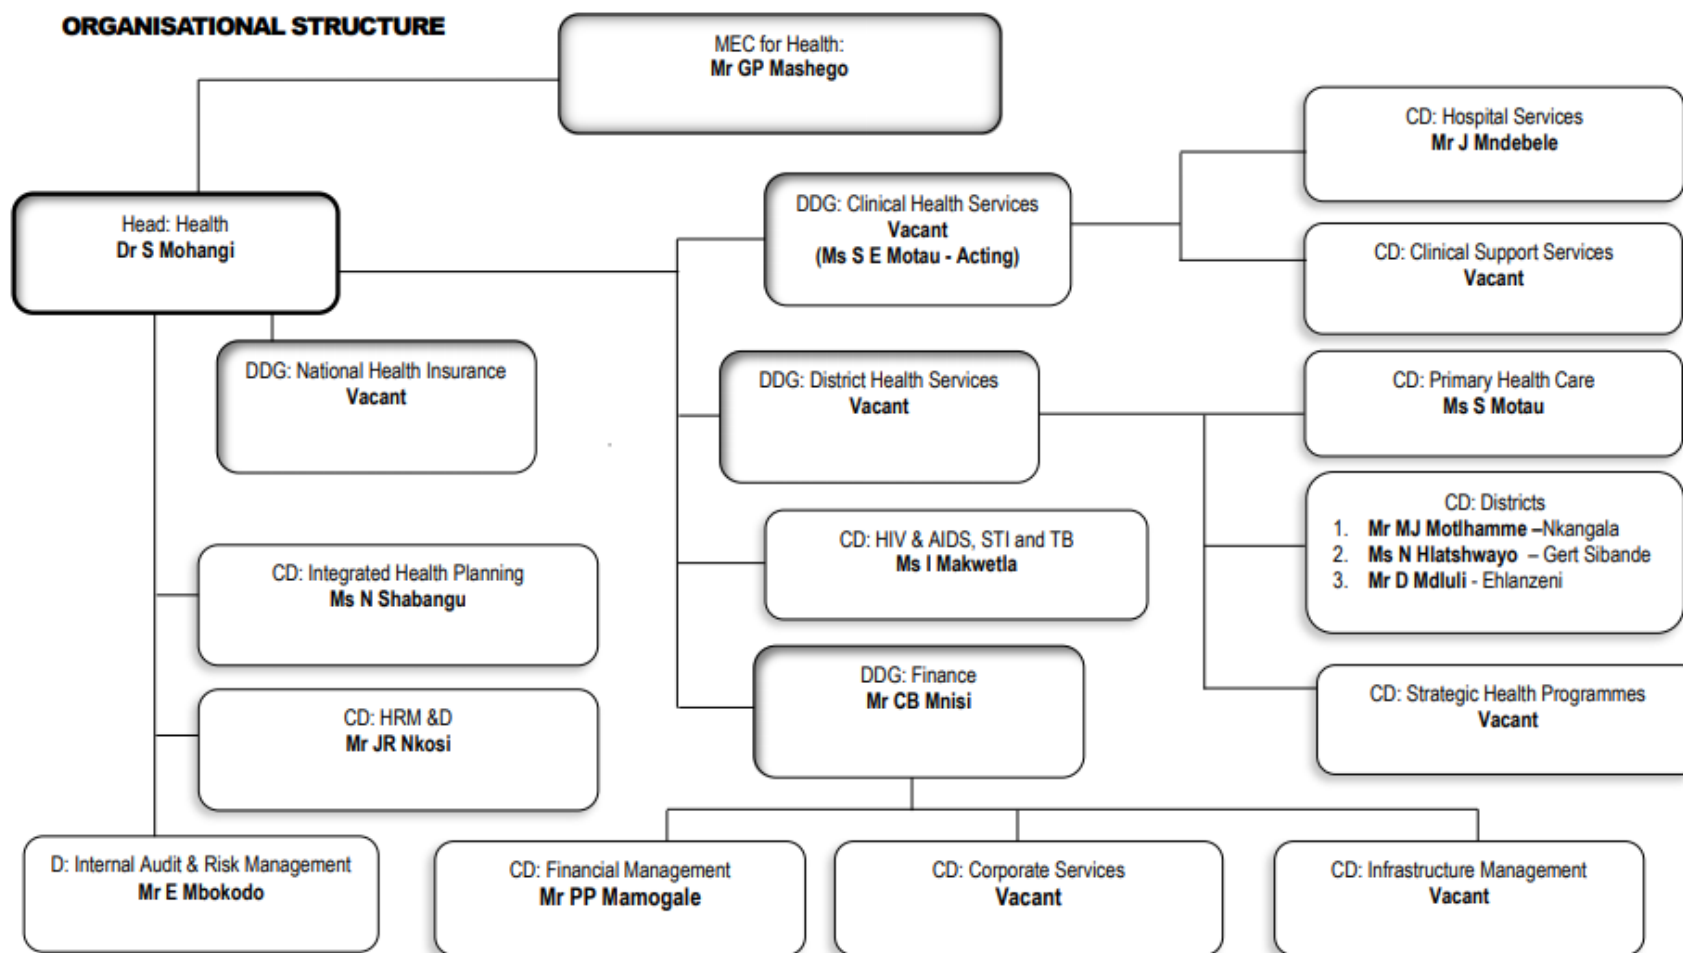 ORGANISATIONAL STRUCTURE
MEC for Health:
Mr GP Mashego
CD: Hospital Services
Mr J Mndebele
Head: Health
Dr S Mohangi
DDG: Clinical Health Services
Vacant
(Ms S E Motau - Acting)
CD: Clinical Support Services
Vacant
DDG: National Health Insurance
Vacant
DDG: District Health Services
Vacant
CD: Primary Health Care
Ms S Motau
CD: HIV & AIDS, STI and TB
Ms I Makwetla
CD: Districts
1. Mr MJ Motlhamme –Nkangala
2. Ms N Hlatshwayo – Gert Sibande
3. Mr D Mdluli - Ehlanzeni
CD: Integrated Health Planning
Ms N Shabangu
DDG: Finance
Mr CB Mnisi
CD: Strategic Health Programmes
Vacant
CD: HRM &D
Mr JR Nkosi
D: Internal Audit & Risk Management
Mr E Mbokodo
CD: Financial Management
Mr PP Mamogale
CD: Corporate Services
Vacant
CD: Infrastructure Management
Vacant